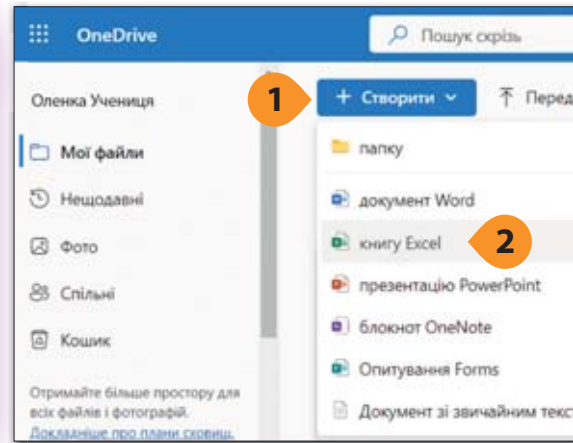 OneDrive
Пошук скрізь
Оленка Учениця
1
+ Створити
Перед
Мої файли
папку
Нещодавні
документ Word
книгу Excel
2
Фото
презентацію PowerPoint
Спільні
блокнот OneNote
Кошик
Опитування Forms
Отримайте більше простору для
всіх файлів і фотографій.
Документ зі звичайним текст
Докладніше про плани сховищ.